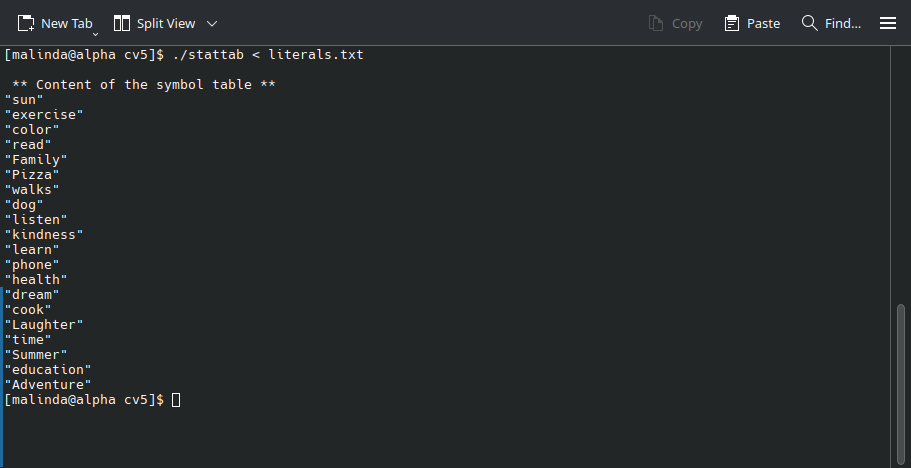 New Tab Split View Copy Paste Find...
[malinda@alpha cv5]$ ./stattab < literals.txt
** Content of the symbol table **
"sun"
"exercise"
"color"
"read"
"Family"
"Pizza"
"walks"
"dog"
"listen"
"kindness"
"learn"
"phone"
"health"
"dream"
"cook"
"Laughter"
"time"
"Summer"
"education"
"Adventure"
[malinda@alpha cv5]$